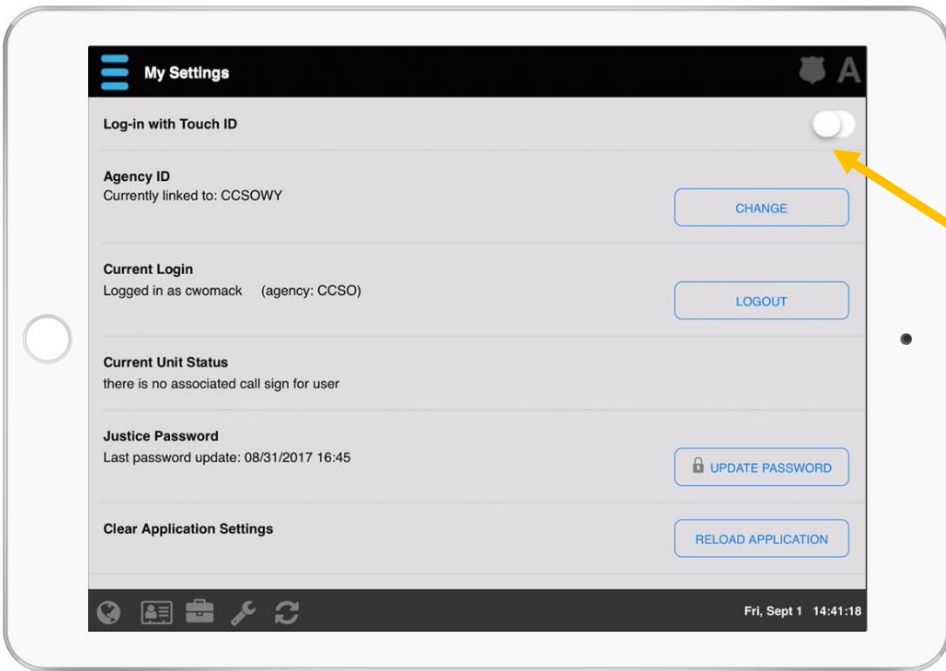 My Settings
A
Log-in with Touch ID
Agency ID
Currently linked to: CCSOWY
CHANGE
Current Login
Logged in as cwomack (agency: CCSO)
LOGOUT
Current Unit Status
there is no associated call sign for user
Justice Password
Last password update: 08/31/2017 16:45
UPDATE PASSWORD
Clear Application Settings
RELOAD APPLICATION
Fri, Sept 1 14:41:18